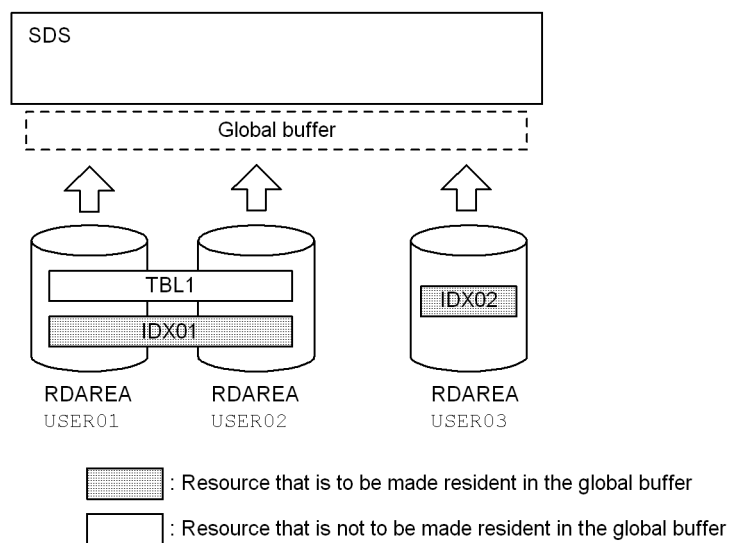 SDS
Global buffer
TBL1
IDX01
IDX02
RDAREA
USER01
RDAREA
USER02
RDAREA
USER03
: Resource that is to be made resident in the global buffer
: Resource that is not to be made resident in the global buffer